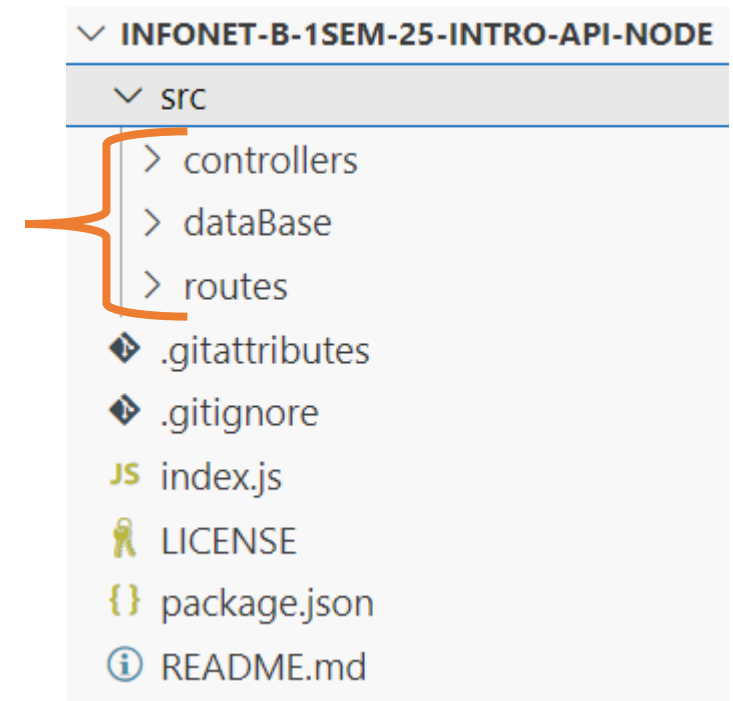 INFONET-B-1SEM-25-INTRO-API-NODE
src
controllers
dataBase
routes
.gitattributes
.gitignore
JS index.js
LICENSE
{} package.json
README.md